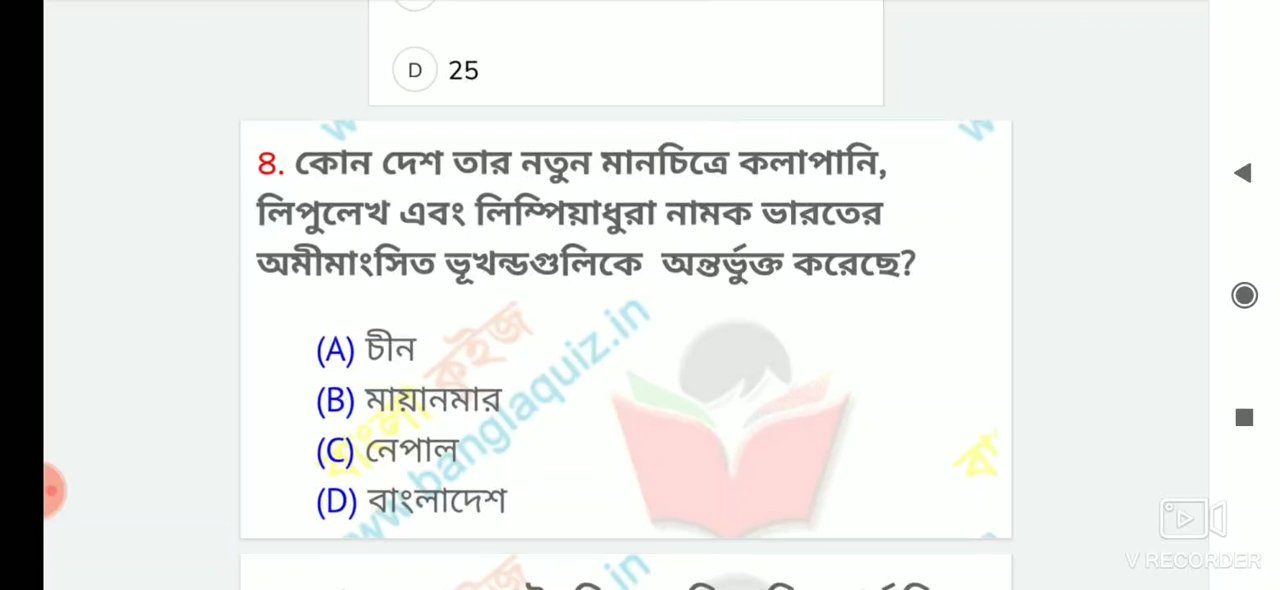 D 25
৪. কোন দেশ তার নতুন মানচিত্রে কলাপানি,
লিপুলেখ এবং লিম্পিয়াধুরা নামক ভারতের
অমীমাংসিত ভূখন্ডগুলিকে অন্তর্ভুক্ত করেছে?
(A) চীন
(B) মায়ানমার
(C) নেপাল
(D) বাংলাদেশ
বাংলা কুইজ
www.banglaquiz.in
V RECORDER